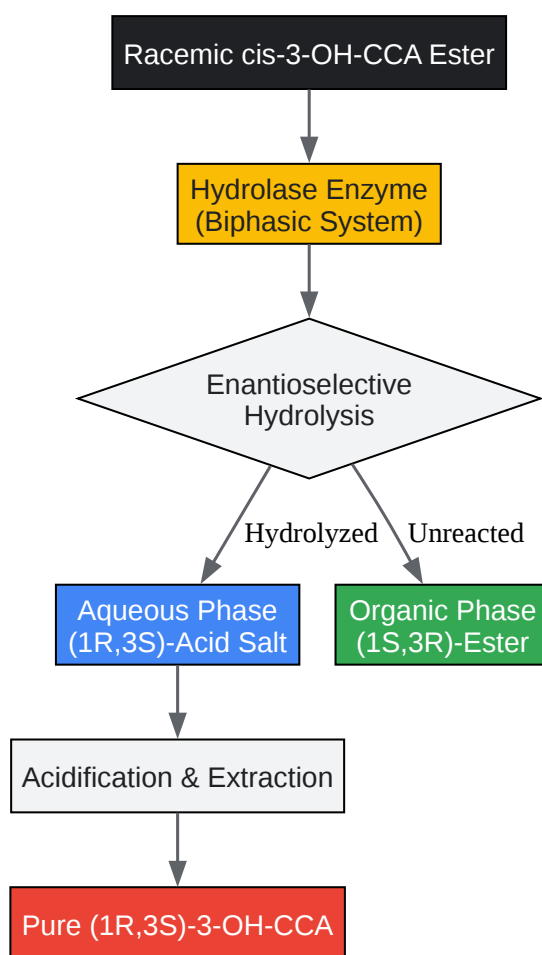 Racemic cis-3-OH-CCA Ester
Hydrolase Enzyme
(Biphasic System)
Enantioselective
Hydrolysis
Hydrolyzed
Unreacted
Aqueous Phase
(1R,3S)-Acid Salt
Organic Phase
(1S,3R)-Ester
Acidification & Extraction
Pure (1R,3S)-3-OH-CCA